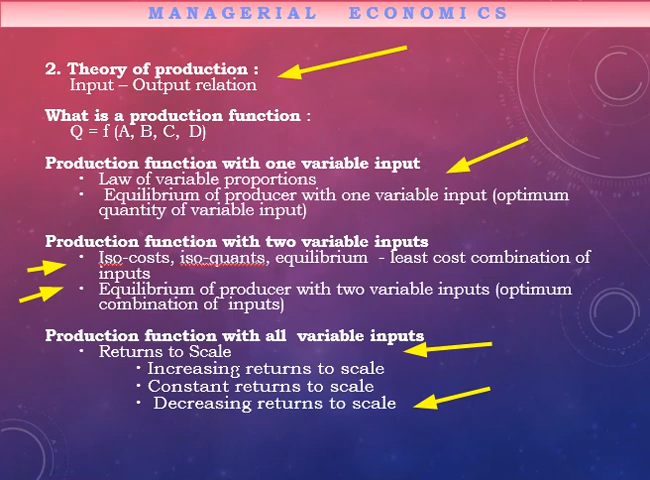 MANAGERIAL ECONOMICS
2. Theory of production :
Input – Output relation
What is a production function :
Q = f (A, B, C, D)
Production function with one variable input
• Law of variable proportions
• Equilibrium of producer with one variable input (optimum
quantity of variable input)
Production function with two variable inputs
• Iso-costs, iso-quants, equilibrium - least cost combination of
inputs
• Equilibrium of producer with two variable inputs (optimum
combination of inputs)
Production function with all variable inputs
• Returns to Scale
• Increasing returns to scale
• Constant returns to scale
• Decreasing returns to scale